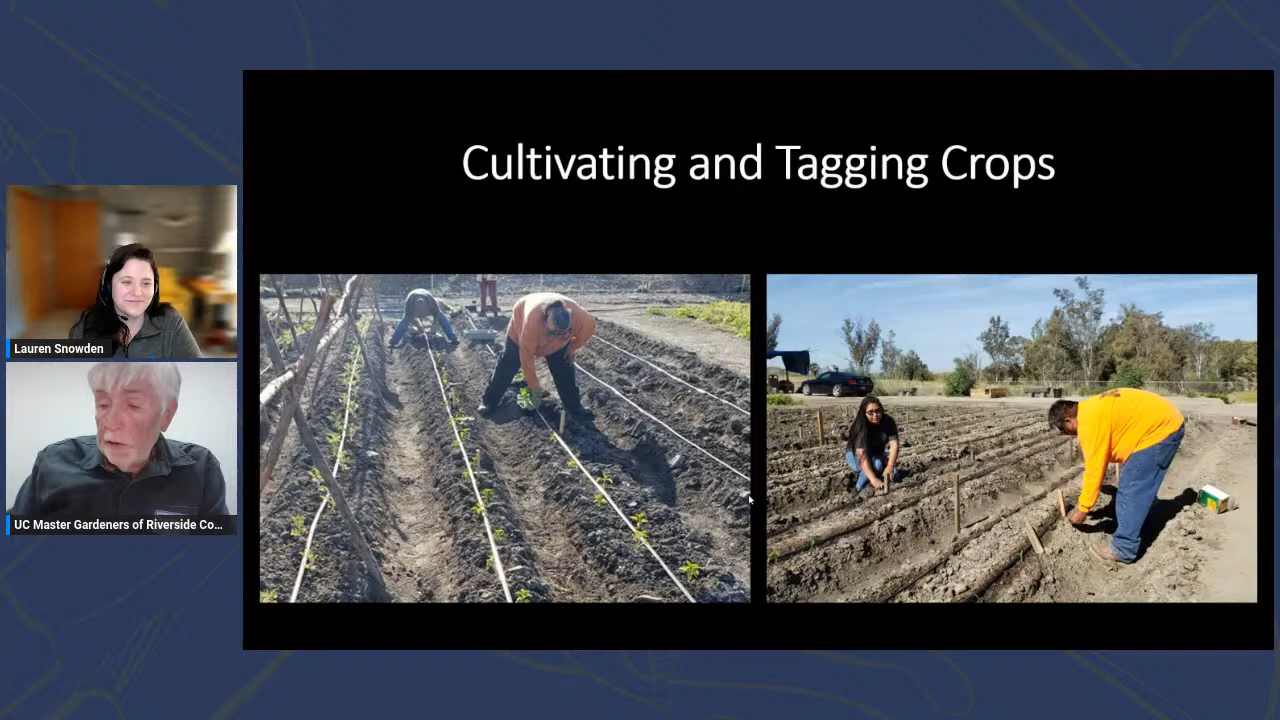 Cultivating and Tagging Crops
Lauren Snowden
UC Master Gardeners of Riverside Co...